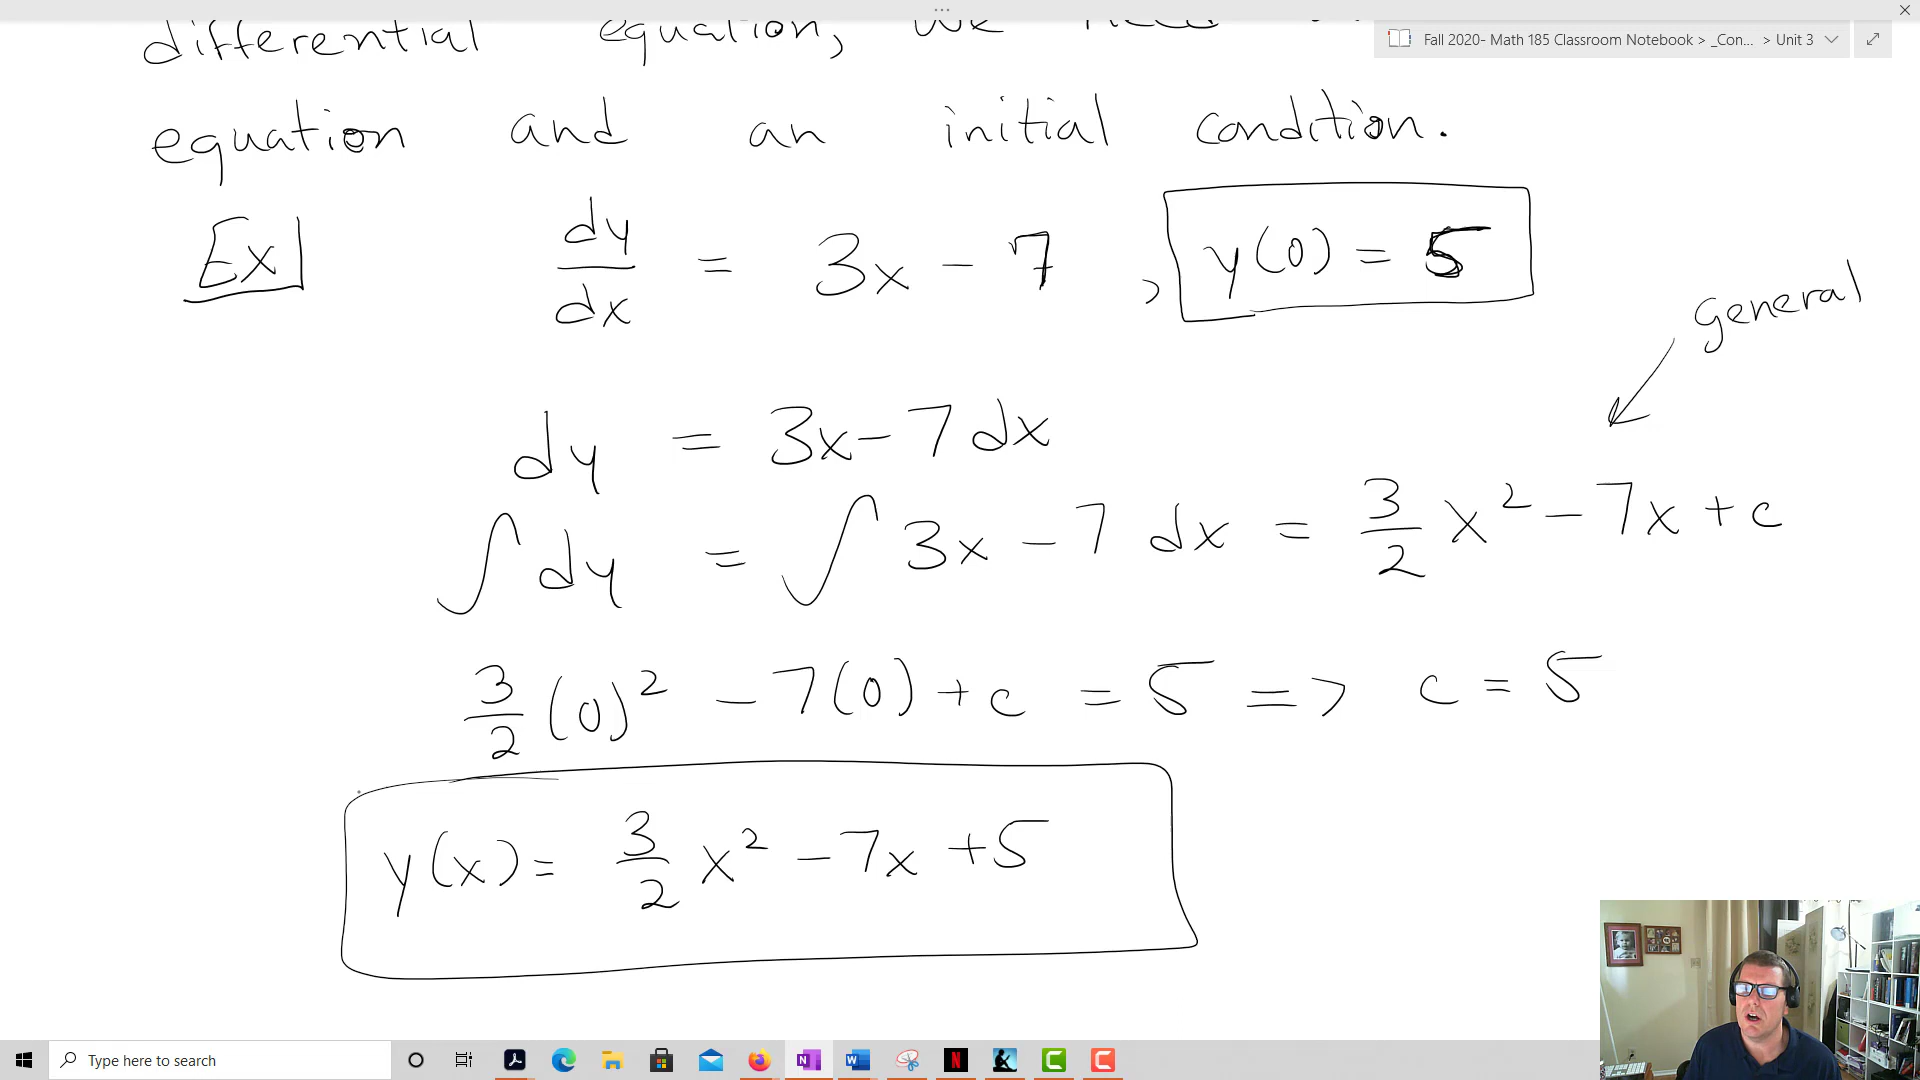 differential equation, we need
Fall 2020- Math 185 Classroom Notebook > _Con... > Unit 3
equation and an initial condition.
Ex dy/dx = 3x - 7 , y(0) = 5
general
dy = 3x - 7 dx
∫ dy = ∫ 3x - 7 dx = 3/2 x² - 7x + c
3/2 (0)² - 7(0) + c = 5 => c = 5
y(x) = 3/2 x² - 7x + 5
Type here to search